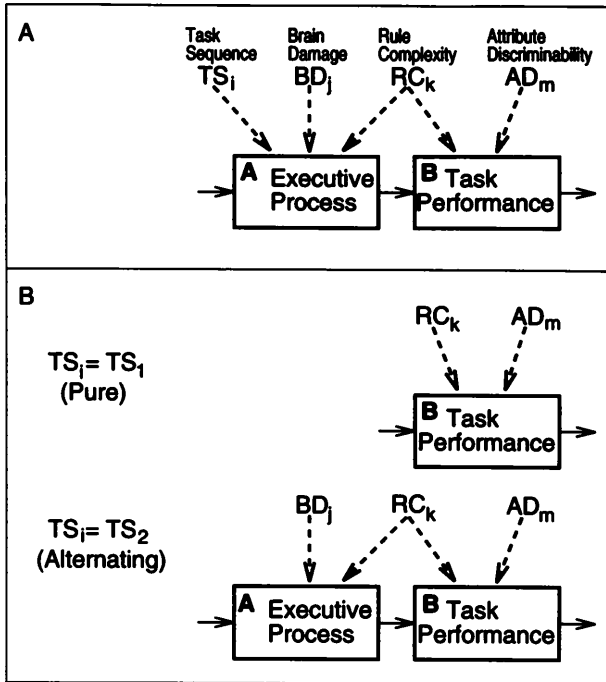 A
Task Sequence
Brain Damage
Rule Complexity
Attribute Discriminability
TSi
BDj
RCk
ADm
A Executive Process
B Task Performance
B
TSi = TS1
(Pure)
RCk
ADm
B Task Performance
TSi = TS2
(Alternating)
BDj
RCk
ADm
A Executive Process
B Task Performance